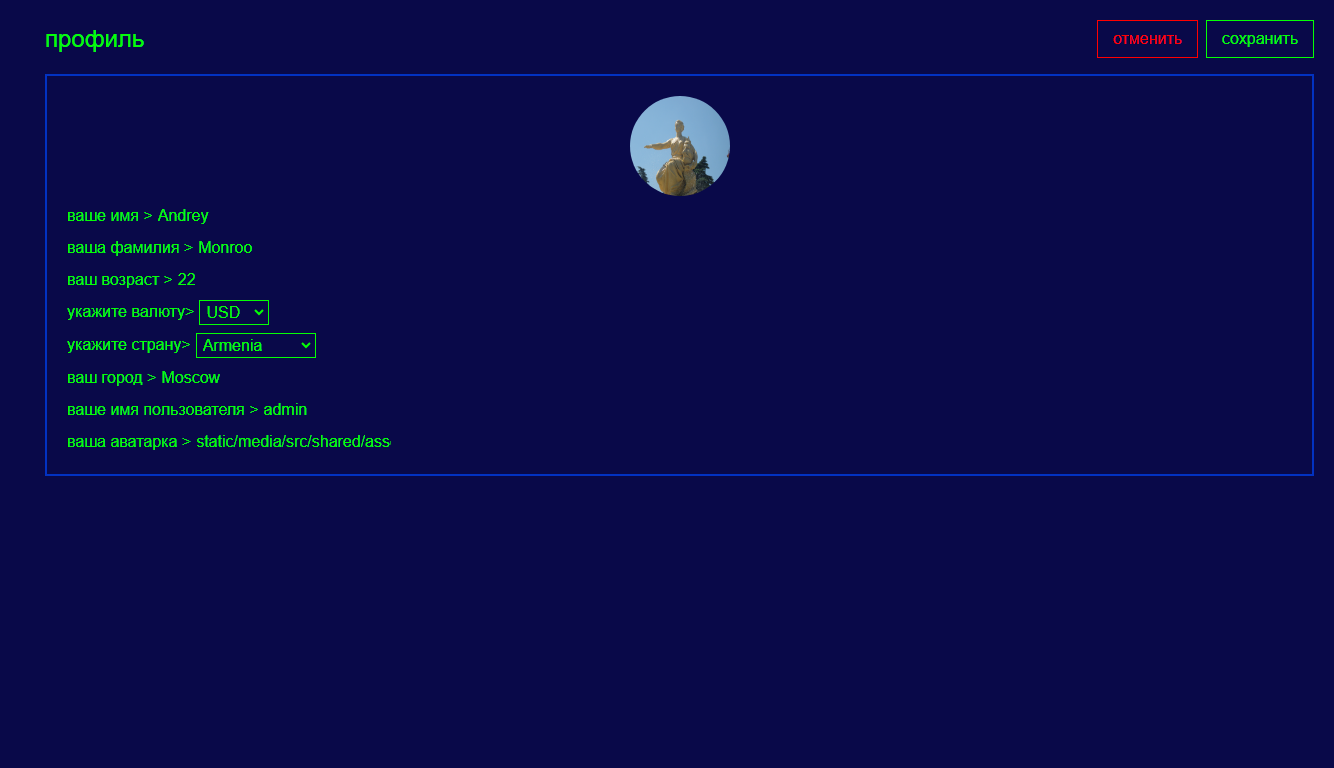 профиль
отменить
сохранить
ваше имя > Andrey
ваша фамилия > Monroo
ваш возраст > 22
укажите валюту> USD
укажите страну> Armenia
ваш город > Moscow
ваше имя пользователя > admin
ваша аватарка > static/media/src/shared/ass